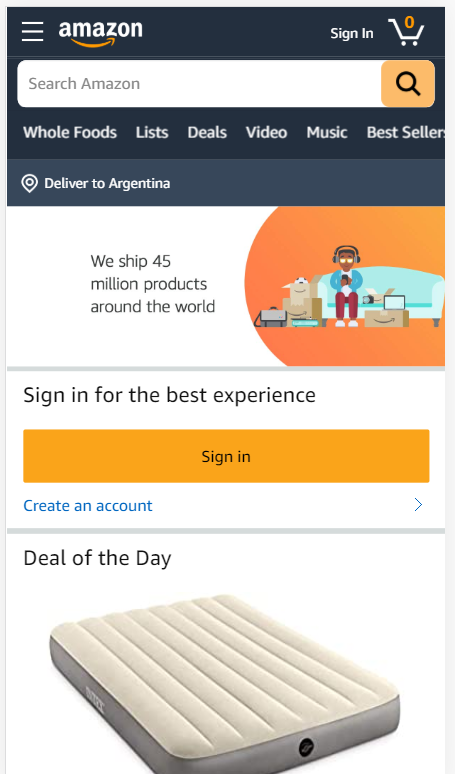 amazon
Sign In
0
Search Amazon
Whole Foods Lists Deals Video Music Best Sellers
Deliver to Argentina
We ship 45
million products
around the world
Sign in for the best experience
Sign in
Create an account
Deal of the Day
INTEX